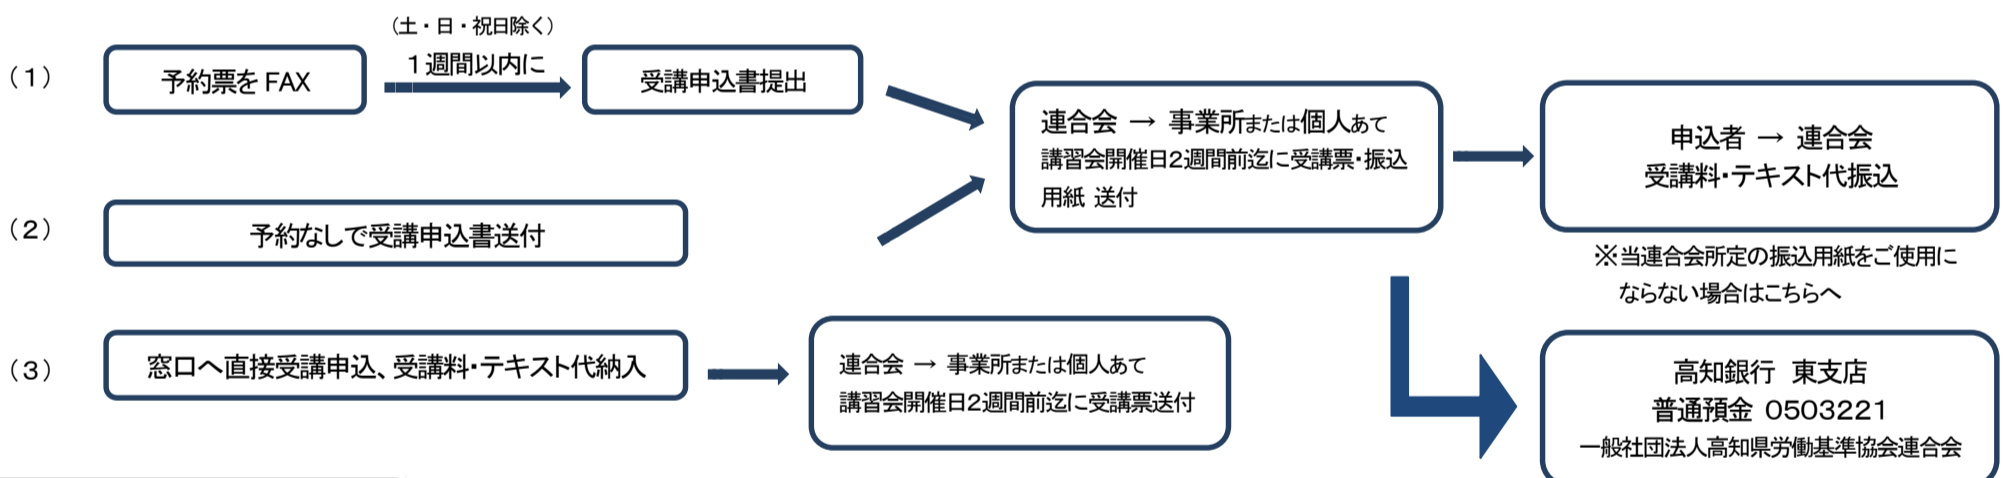 （1）
予約票を FAX
（土・日・祝日除く）
１週間以内に
受講申込書提出
（2）
予約なしで受講申込書送付
連合会 → 事業所または個人あて
講習会開催日２週間前迄に受講票・振込
用紙 送付
申込者 → 連合会
受講料・テキスト代振込
※当連合会所定の振込用紙をご使用に
ならない場合はこちらへ
（3）
窓口へ直接受講申込、受講料・テキスト代納入
連合会 → 事業所または個人あて
講習会開催日２週間前迄に受講票送付
高知銀行　東支店
普通預金 0503221
一般社団法人高知県労働基準協会連合会